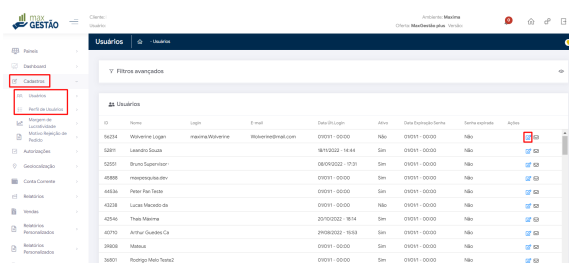 max
GESTÃO
Cliente:
Usuário:
Ambiente: Maxima
Oferta: MaxGestão plus Versão:
Usuários - Usuários
Painéis
Dashboard
Cadastros
Usuários
Perfil de Usuários
Margem de
Lucratividade
Motivo Rejeição de
Pedido
Autorizações
Geolocalização
Conta Corrente
Relatórios
Vendas
Relatórios
Personalizados
Relatórios
Personalizados
Filtros avançados
Usuários
ID Nome Login E-mail Data Ult Login Ativo Data Expiração Senha Senha expirada Ações
56234 Wolverine Logan maxima.Wolverine Wolverine@mail.com 01/01/1 - 00:00 Não 01/01/1 - 00:00 Não
52811 Leandro Souza 18/11/2022 - 14:44 Sim 01/01/1 - 00:00 Não
52551 Bruno Supervisor 08/09/2022 - 17:31 Sim 01/01/1 - 00:00 Não
45888 maxpesquisa.dev 01/01/1 - 00:00 Sim 01/01/1 - 00:00 Não
44534 Peter Pan Teste 01/01/1 - 00:00 Sim 01/01/1 - 00:00 Não
43238 Lucas Macedo da 01/01/1 - 00:00 Não 01/01/1 - 00:00 Não
42546 Thais Máxima 20/10/2022 - 16:14 Sim 01/01/1 - 00:00 Não
40710 Arthur Guedes Ca 29/08/2022 - 15:53 Sim 01/01/1 - 00:00 Não
39808 Mateus 01/01/1 - 00:00 Sim 01/01/1 - 00:00 Não
36801 Rodrigo Melo Teste2 01/01/1 - 00:00 Sim 01/01/1 - 00:00 Não